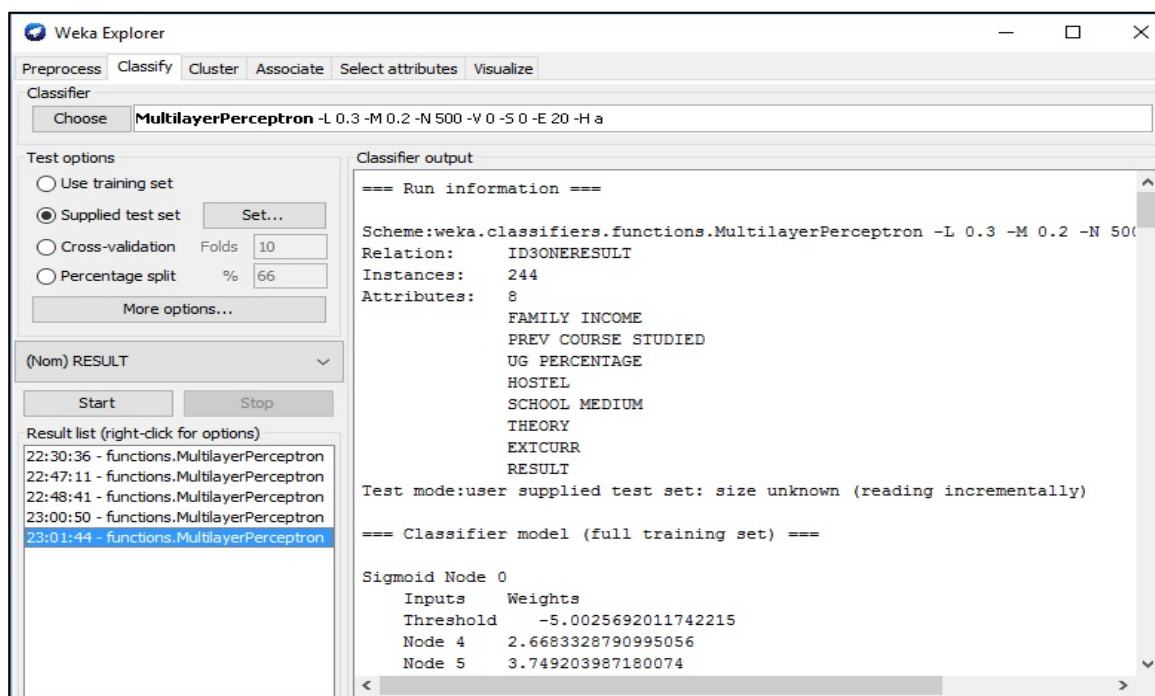 Weka Explorer
Preprocess Classify Cluster Associate Select attributes Visualize
Classifier
Choose MultilayerPerceptron -L 0.3 -M 0.2 -N 500 -V 0 -S 0 -E 20 -H a
Test options
Use training set
Supplied test set Set...
Cross-validation Folds 10
Percentage split % 66
More options...
(Nom) RESULT
Start Stop
Result list (right-click for options)
22:30:36 - functions.MultilayerPerceptron
22:47:11 - functions.MultilayerPerceptron
22:48:41 - functions.MultilayerPerceptron
23:00:50 - functions.MultilayerPerceptron
23:01:44 - functions.MultilayerPerceptron
Classifier output
=== Run information ===
Scheme:weka.classifiers.functions.MultilayerPerceptron -L 0.3 -M 0.2 -N 500
Relation: ID3ONERESULT
Instances: 244
Attributes: 8
FAMILY INCOME
PREV COURSE STUDIED
UG PERCENTAGE
HOSTEL
SCHOOL MEDIUM
THEORY
EXTCURR
RESULT
Test mode:user supplied test set: size unknown (reading incrementally)
=== Classifier model (full training set) ===
Sigmoid Node 0
Inputs Weights
Threshold -5.0025692011742215
Node 4 2.6683328790995056
Node 5 3.749203987180074